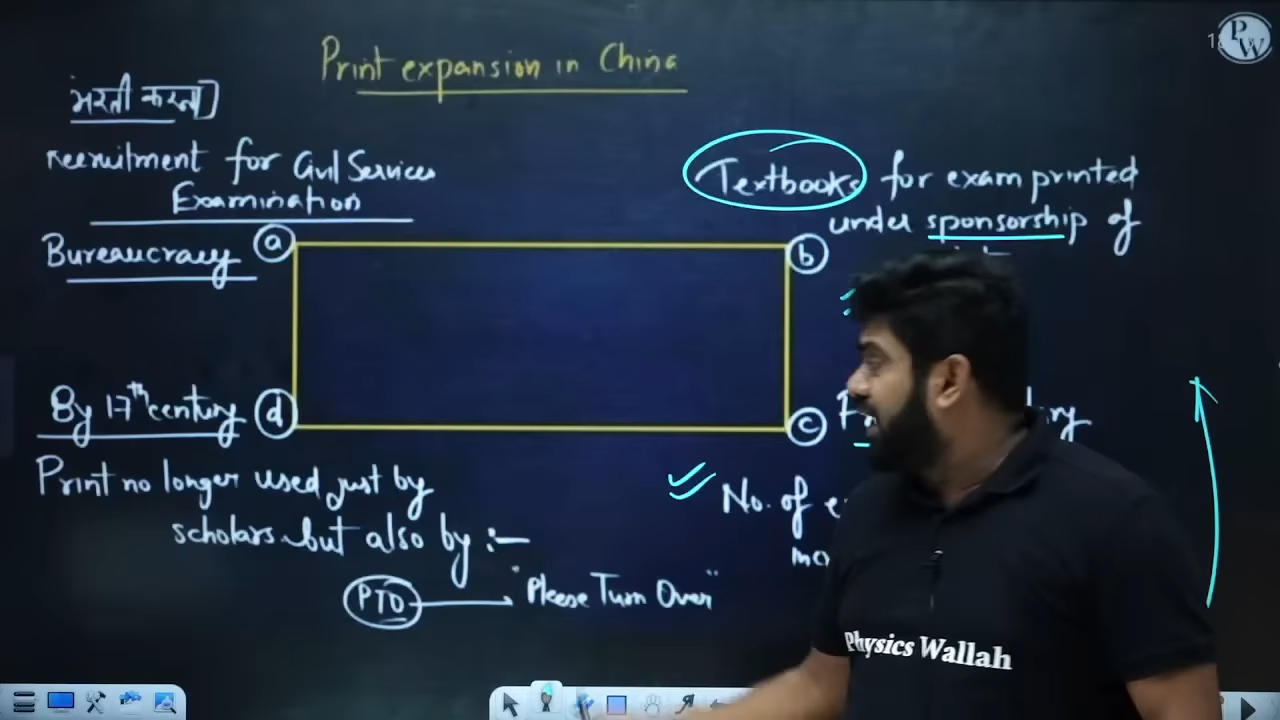 Print expansion in China
भरती करना]
recruitment for Civil Services
Examination
Bureaucracy
a
Textbooks for exam printed
under sponsorship of
b
By 17th century
d
Print no longer used just by
scholars but also by :-
PTO
"Please Turn Over"
c
No. of
PW
Physics Wallah